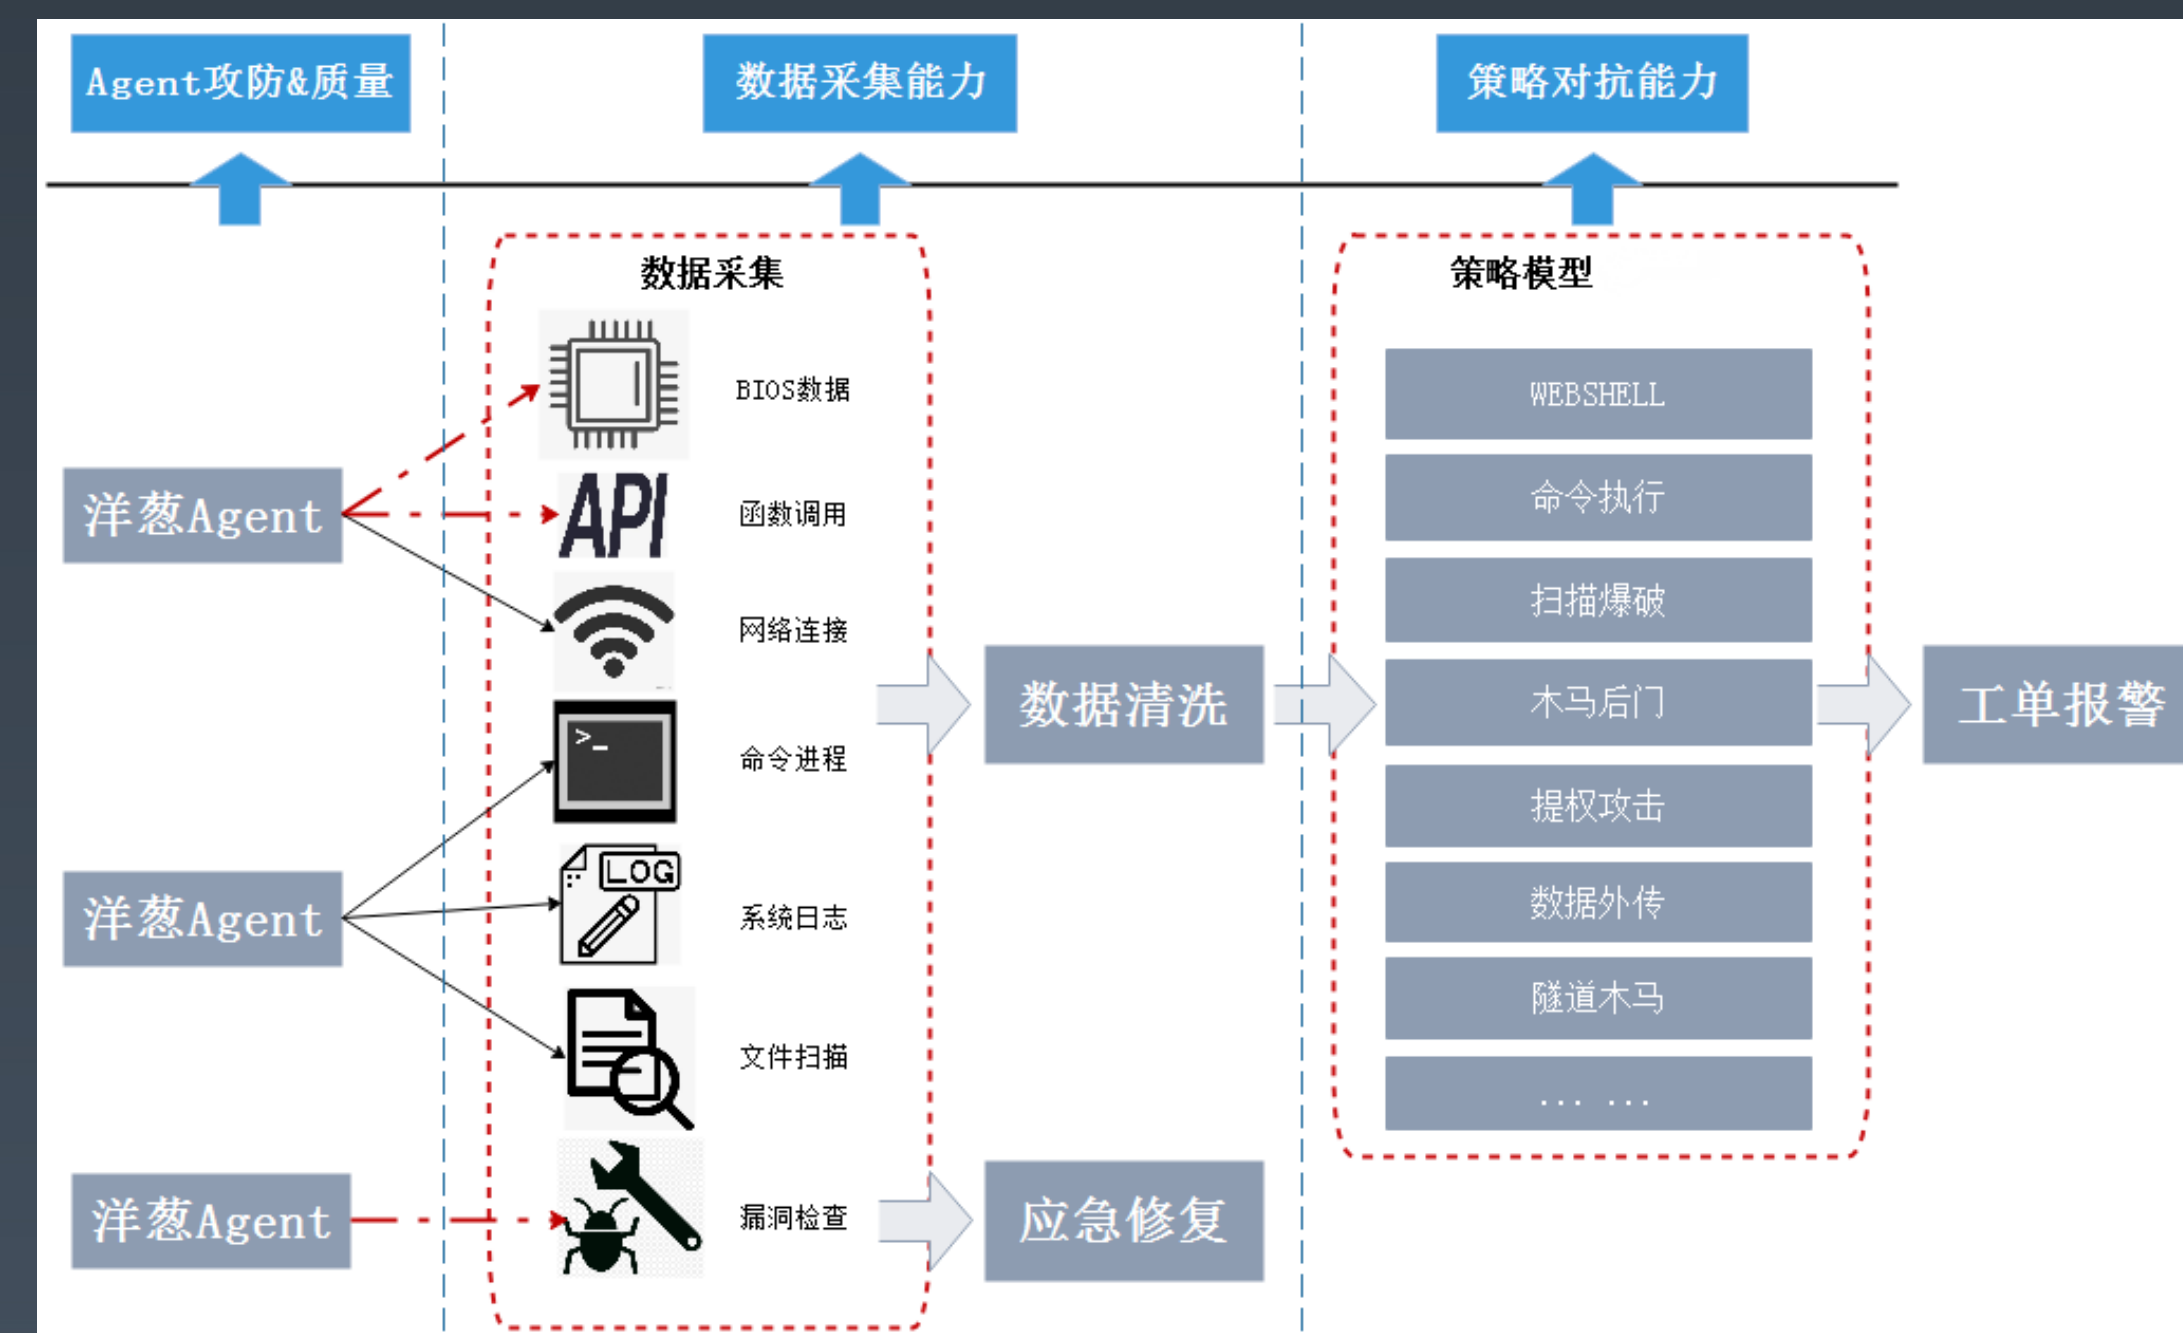 Agent攻防&质量
数据采集能力
策略对抗能力
数据采集
策略模型
BIOS数据
API
函数调用
网络连接
>_
命令进程
LOG
系统日志
文件扫描
漏洞检查
洋葱Agent
洋葱Agent
洋葱Agent
数据清洗
应急修复
WEBSHELL
命令执行
扫描爆破
木马后门
提权攻击
数据外传
隧道木马
... ...
工单报警